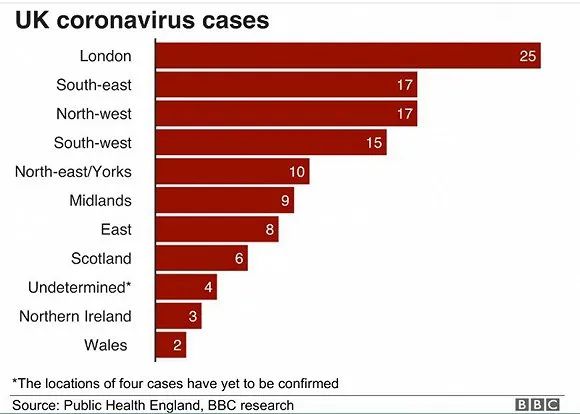 UK coronavirus cases
London 25
South-east 17
North-west 17
South-west 15
North-east/Yorks 10
Midlands 9
East 8
Scotland 6
Undetermined* 4
Northern Ireland 3
Wales 2
*The locations of four cases have yet to be confirmed
Source: Public Health England, BBC research BBC